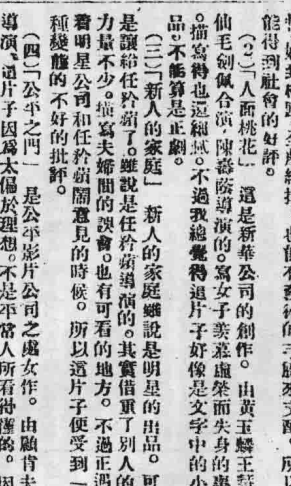 能得到社會的好評。
（２）「人面桃花」　這是新華公司的創作。由黃玉麟王
仙毛劍佩合演，陳壽蔭導演的。寫女子羨慕虛榮而失身的
。描寫得也還細膩。不過我總覺得這片子好像是文字中的小
品。不能算是正劇。
（三）「新人的家庭」　新人的家庭雖說是明星的出品。可
是讓給任矜蘋了。雖說是任矜蘋導演的。其實借重了別人的
力量不少。描寫夫婦間的誤會。也有可看的地方。不過正
着明星公司和任矜蘋鬧意見的時候。所以這片子便受到一
種變態的不好的批評。
（四）「公平之門」　是公平影片公司之處女作。由顧肯夫
導演。這片子因爲太偏於理想。不是平常人所看得懂的。因